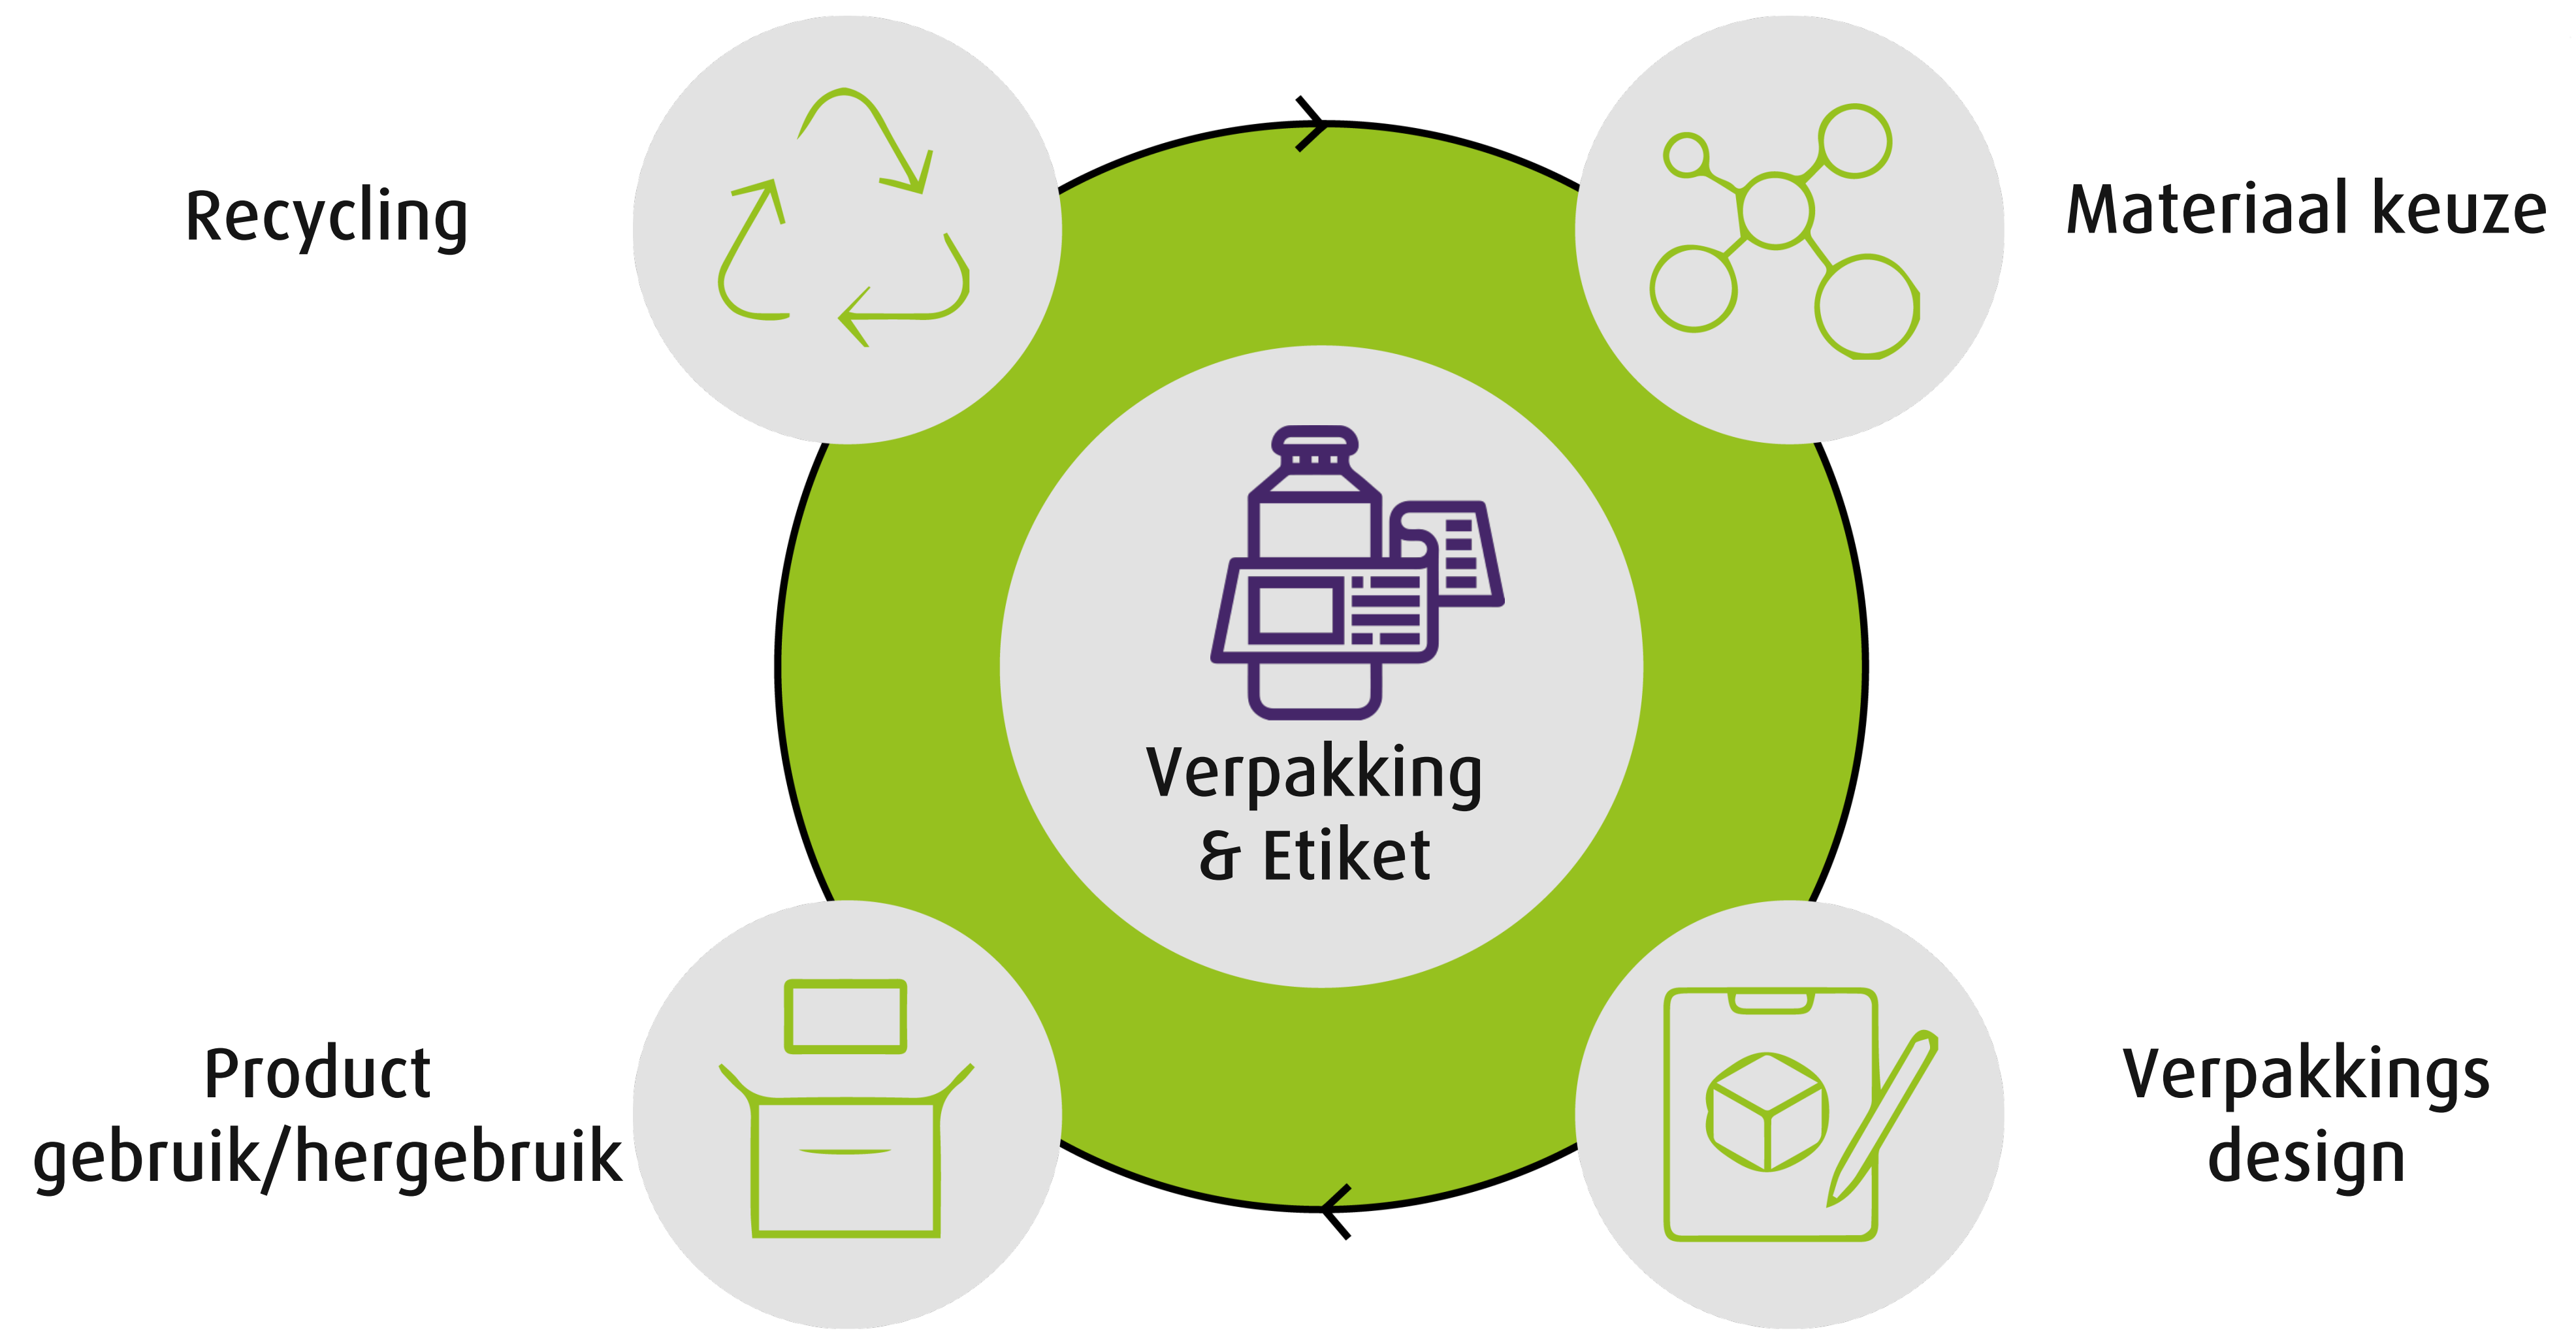 Recycling
Materiaal keuze
Verpakking
& Etiket
Product
gebruik/hergebruik
Verpakkings
design